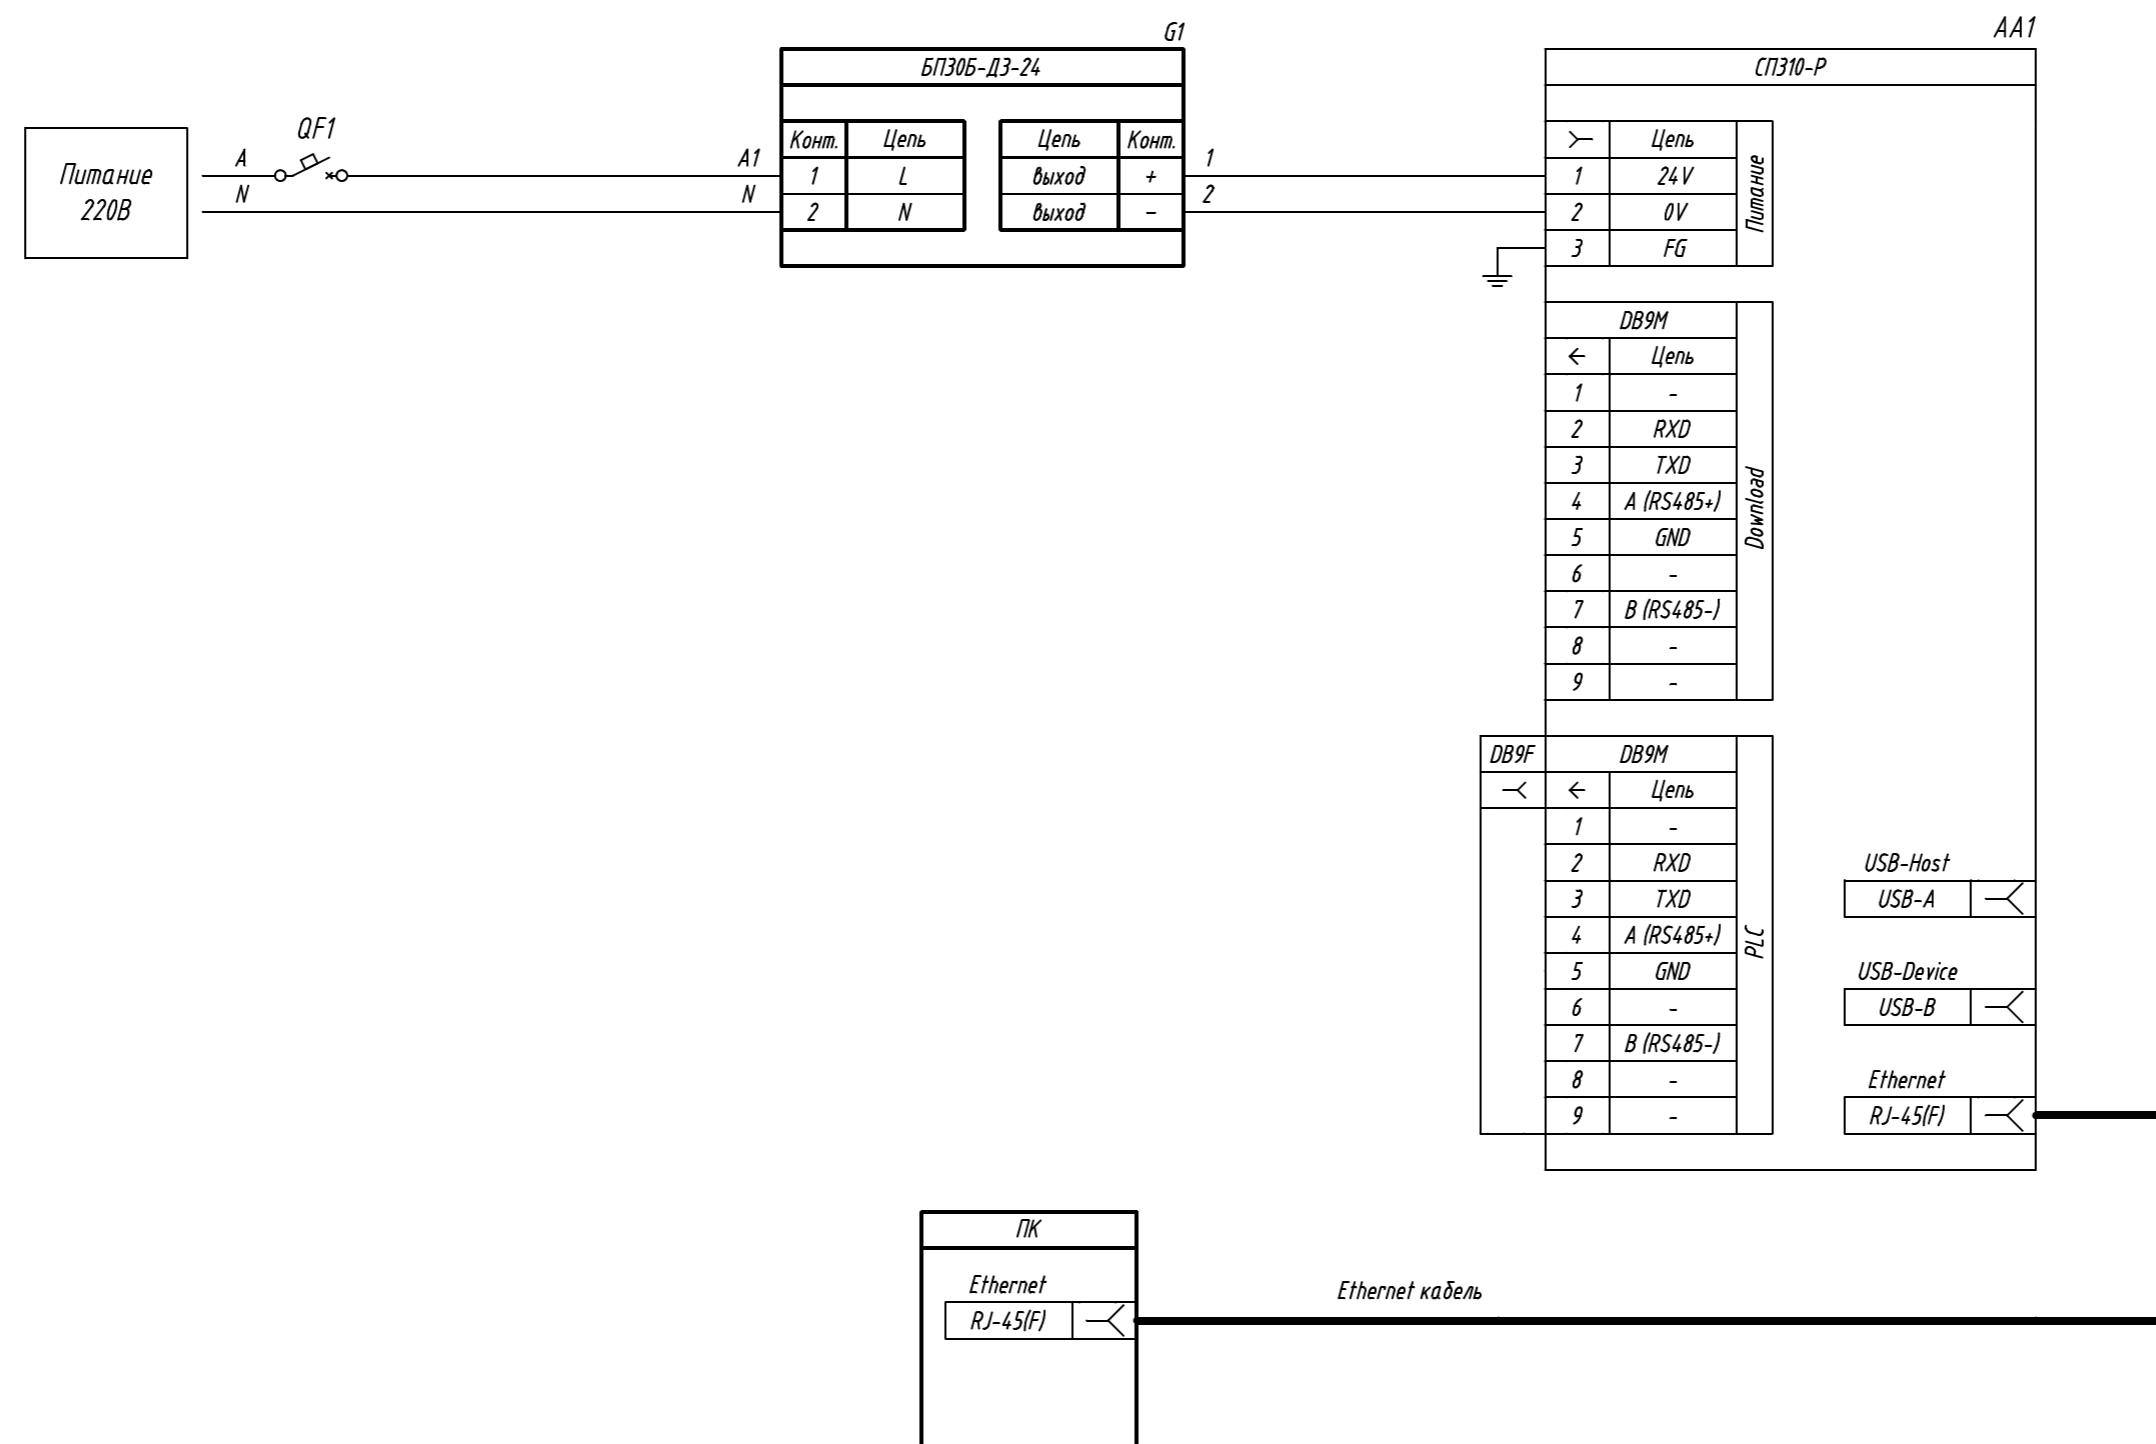 G1
БП30Б-Д3-24
Питание
220В
A
QF1
N
A1
N
Конт. Цепь
1 L
2 N
Цепь Конт.
выход +
выход -
1
2
AA1
СП310-Р
Цепь
1 24V
2 0V
3 FG
Питание
DB9M
Цепь
1 -
2 RXD
3 TXD
4 A (RS485+)
5 GND
6 -
7 B (RS485-)
8 -
9 -
Download
DB9F DB9M
Цепь
1 -
2 RXD
3 TXD
4 A (RS485+)
5 GND
6 -
7 B (RS485-)
8 -
9 -
PLC
USB-Host
USB-A
USB-Device
USB-B
Ethernet
RJ-45(F)
ПК
Ethernet
RJ-45(F)
Ethernet кабель